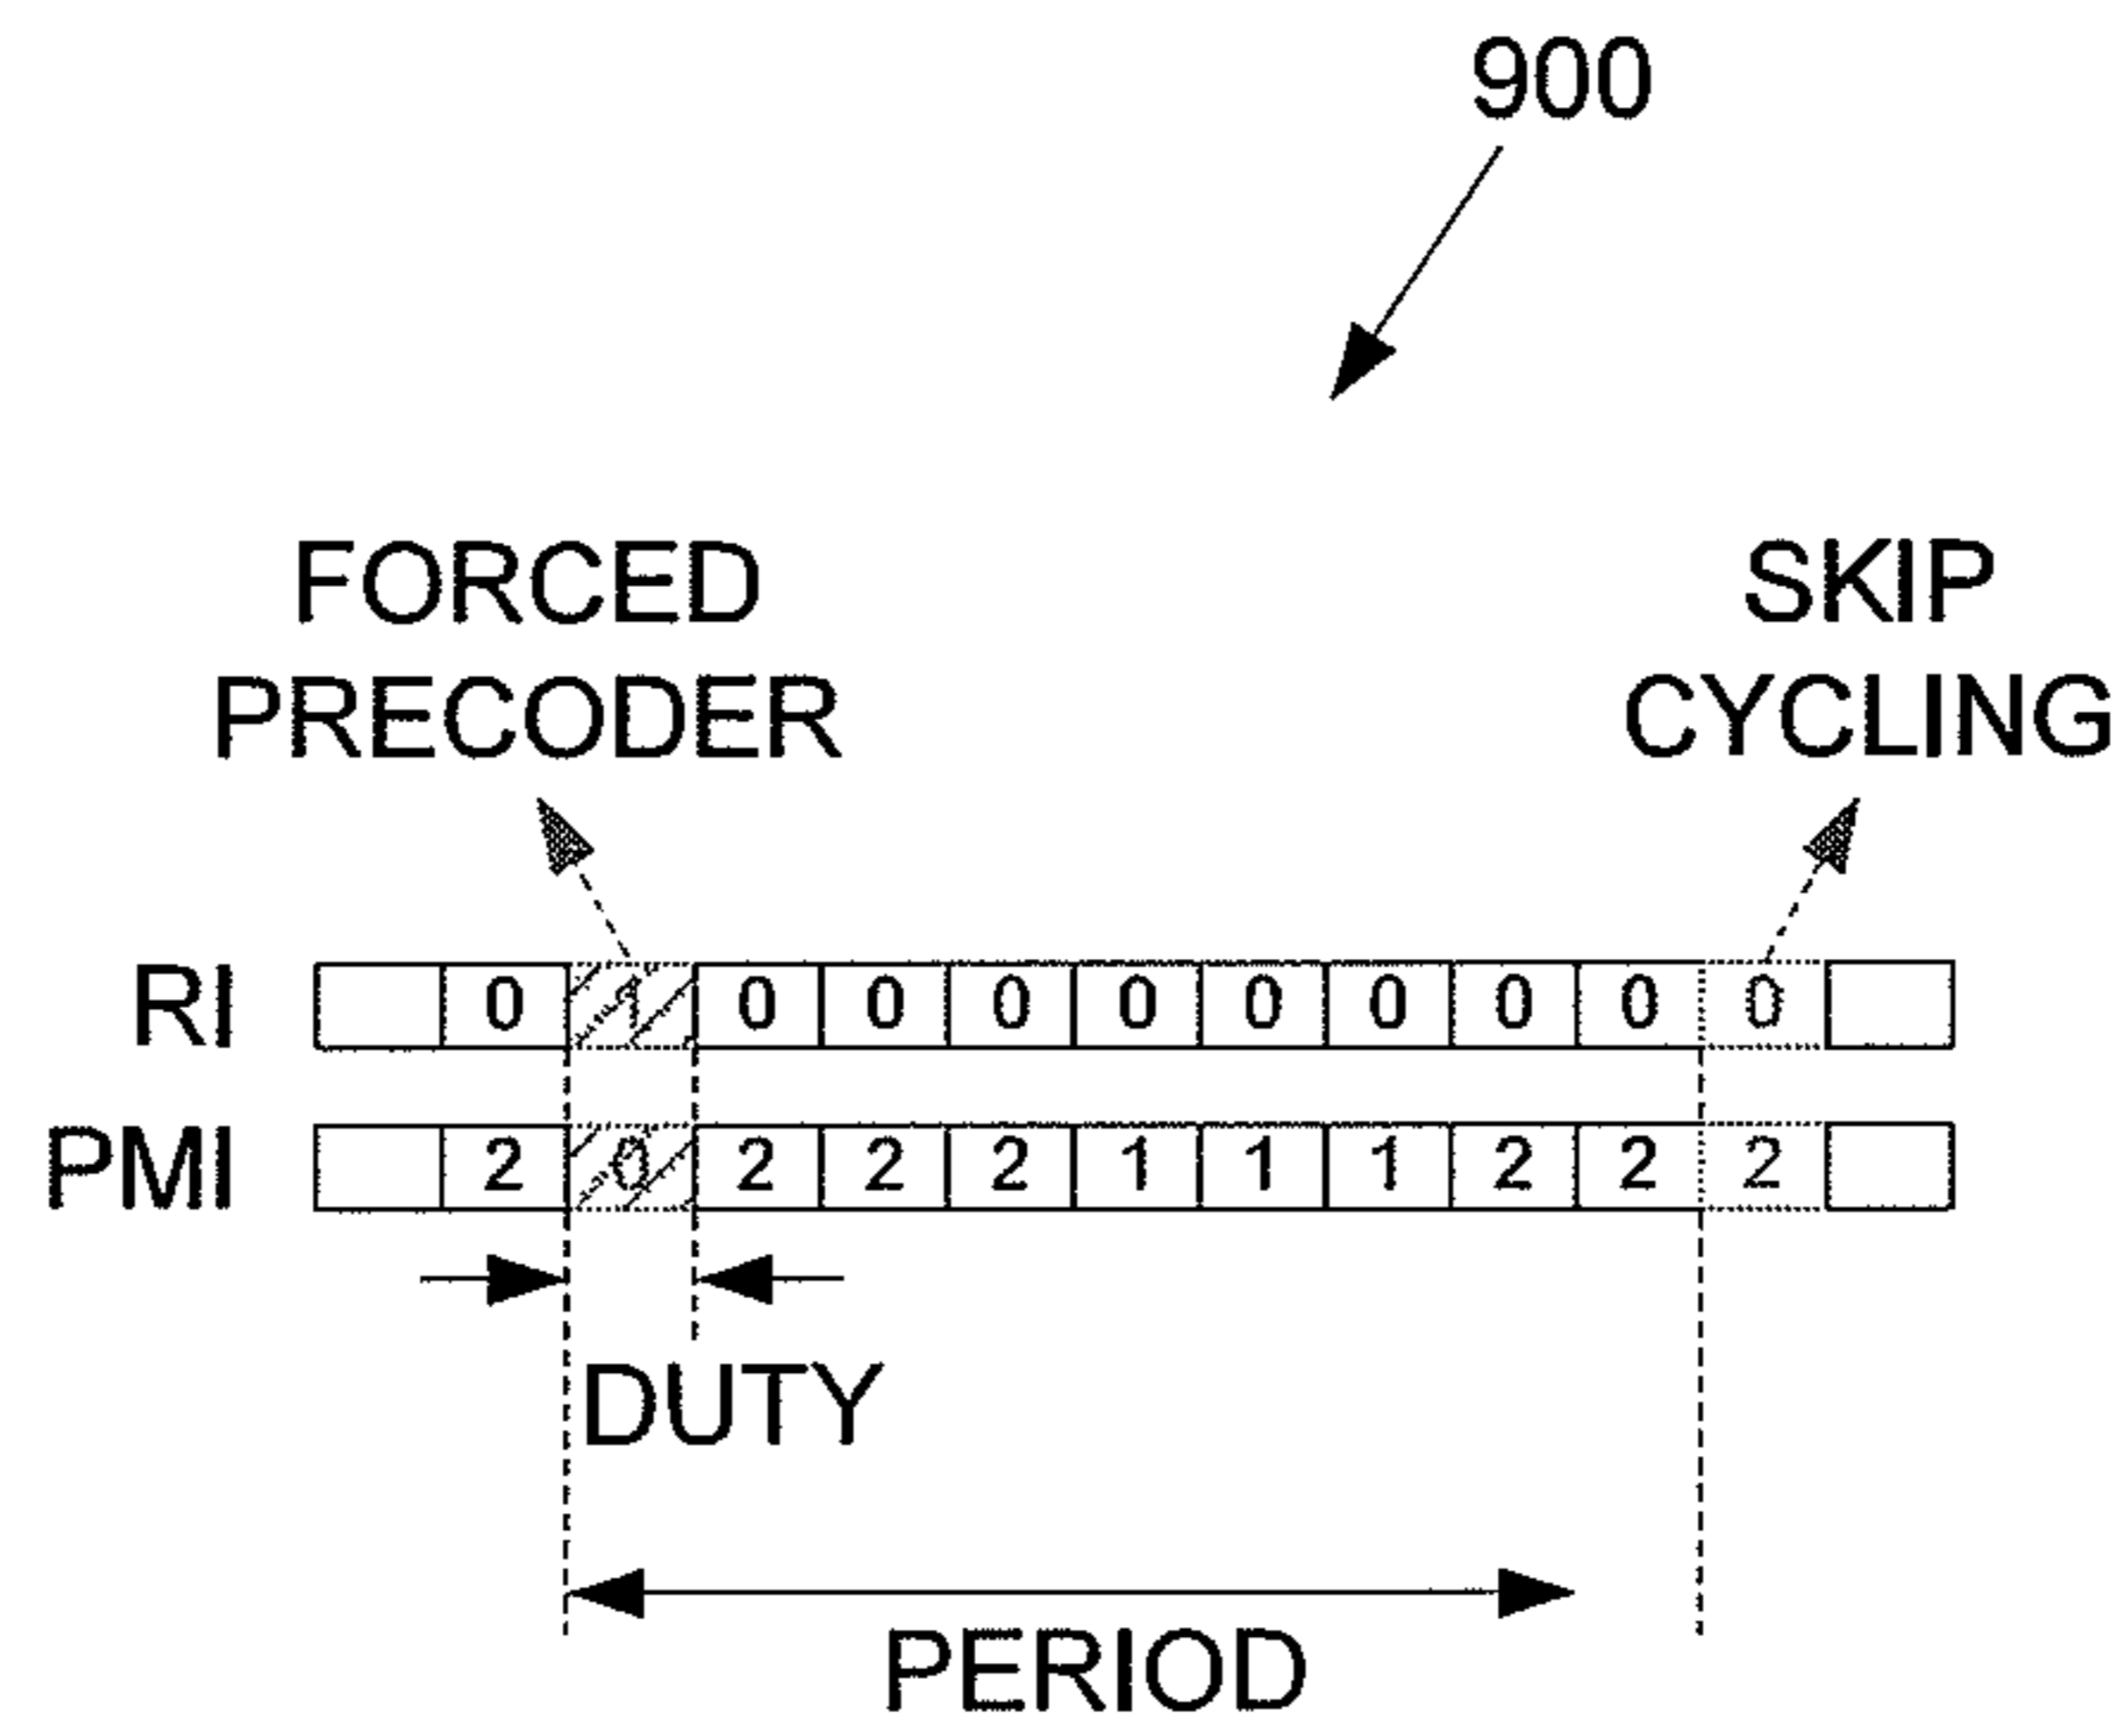 900
FORCED
PRECODER
SKIP
CYCLING
RI 0 1 0 0 0 0 0 0 0 0 0
PMI 2 0 2 2 2 1 1 1 2 2 2
DUTY
PERIOD